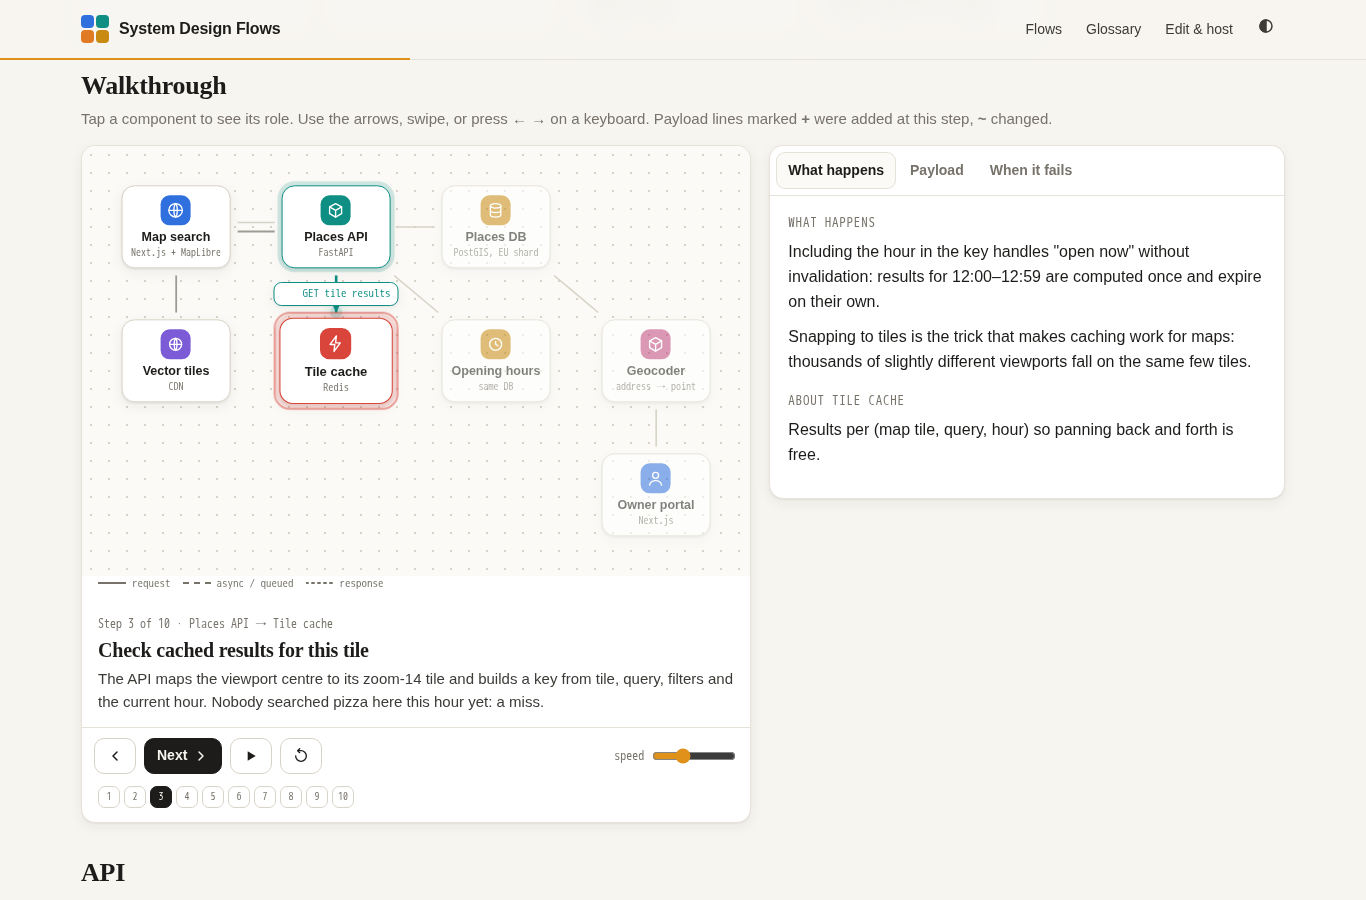 System Design Flows
Flows
Glossary
Edit & host
Walkthrough
Tap a component to see its role. Use the arrows, swipe, or press ← → on a keyboard. Payload lines marked + were added at this step, ~ changed.
Map search
Next.js + MapLibre
Places API
FastAPI
Places DB
PostGIS, EU shard
GET tile results
Vector tiles
CDN
Tile cache
Redis
Opening hours
same DB
Geocoder
address → point
Owner portal
Next.js
request
async / queued
response
Step 3 of 10 · Places API → Tile cache
Check cached results for this tile
The API maps the viewport centre to its zoom-14 tile and builds a key from tile, query, filters and
the current hour. Nobody searched pizza here this hour yet: a miss.
Next
speed
1 2 3 4 5 6 7 8 9 10
What happens
Payload
When it fails
WHAT HAPPENS
Including the hour in the key handles "open now" without
invalidation: results for 12:00–12:59 are computed once and expire
on their own.
Snapping to tiles is the trick that makes caching work for maps:
thousands of slightly different viewports fall on the same few tiles.
ABOUT TILE CACHE
Results per (map tile, query, hour) so panning back and forth is
free.
API